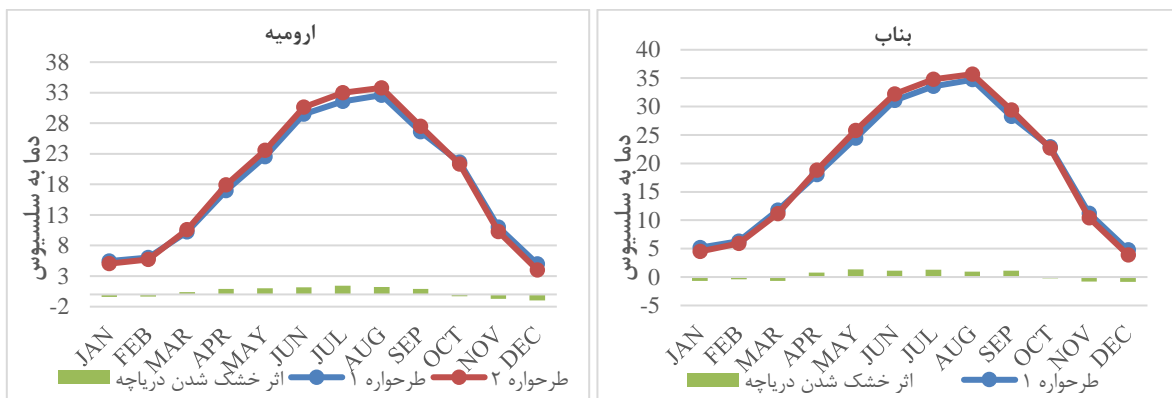 ارومیه
دما به سلسیوس
38
33
28
23
18
13
8
3
-2
JAN FEB MAR APR MAY JUN JUL AUG SEP OCT NOV DEC
اثر خشک شدن دریاچه طرحواره ۱ طرحواره ۲
بناب
دما به سلسیوس
40
35
30
25
20
15
10
5
0
-5
JAN FEB MAR APR MAY JUN JUL AUG SEP OCT NOV DEC
اثر خشک شدن دریاچه طرحواره ۱